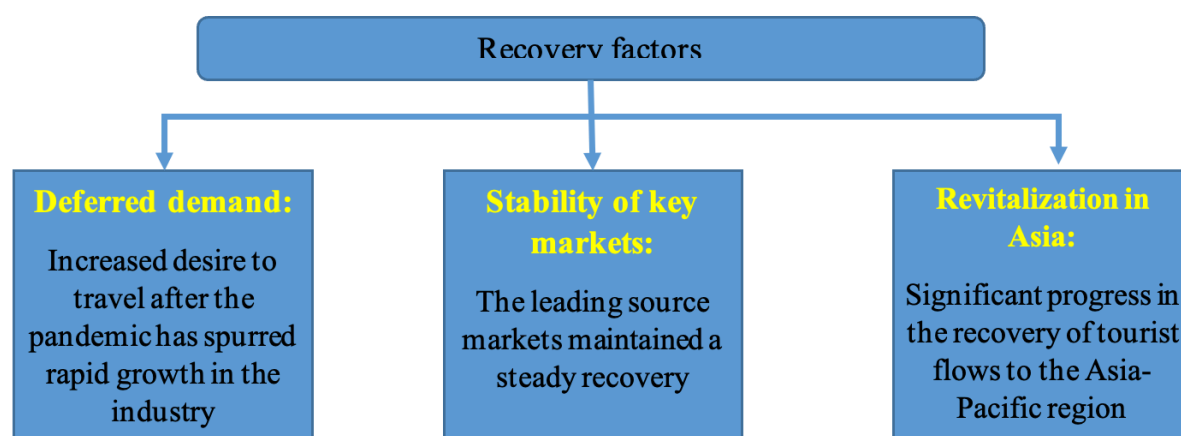 Recovery factors
Deferred demand:
Increased desire to
travel after the
pandemic has spurred
rapid growth in the
industry
Stability of key
markets:
The leading source
markets maintained a
steady recovery
Revitalization in
Asia:
Significant progress in
the recovery of tourist
flows to the Asia-
Pacific region